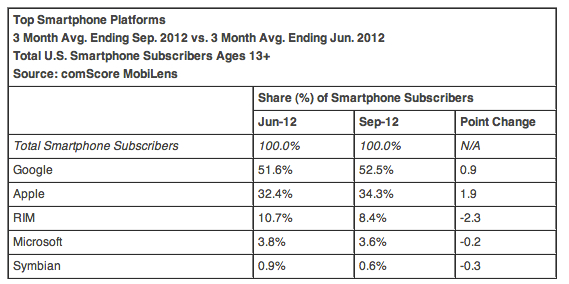 Top Smartphone Platforms
3 Month Avg. Ending Sep. 2012 vs. 3 Month Avg. Ending Jun. 2012
Total U.S. Smartphone Subscribers Ages 13+
Source: comScore MobiLens
Share (%) of Smartphone Subscribers
Jun-12 Sep-12 Point Change
Total Smartphone Subscribers 100.0% 100.0% N/A
Google 51.6% 52.5% 0.9
Apple 32.4% 34.3% 1.9
RIM 10.7% 8.4% -2.3
Microsoft 3.8% 3.6% -0.2
Symbian 0.9% 0.6% -0.3